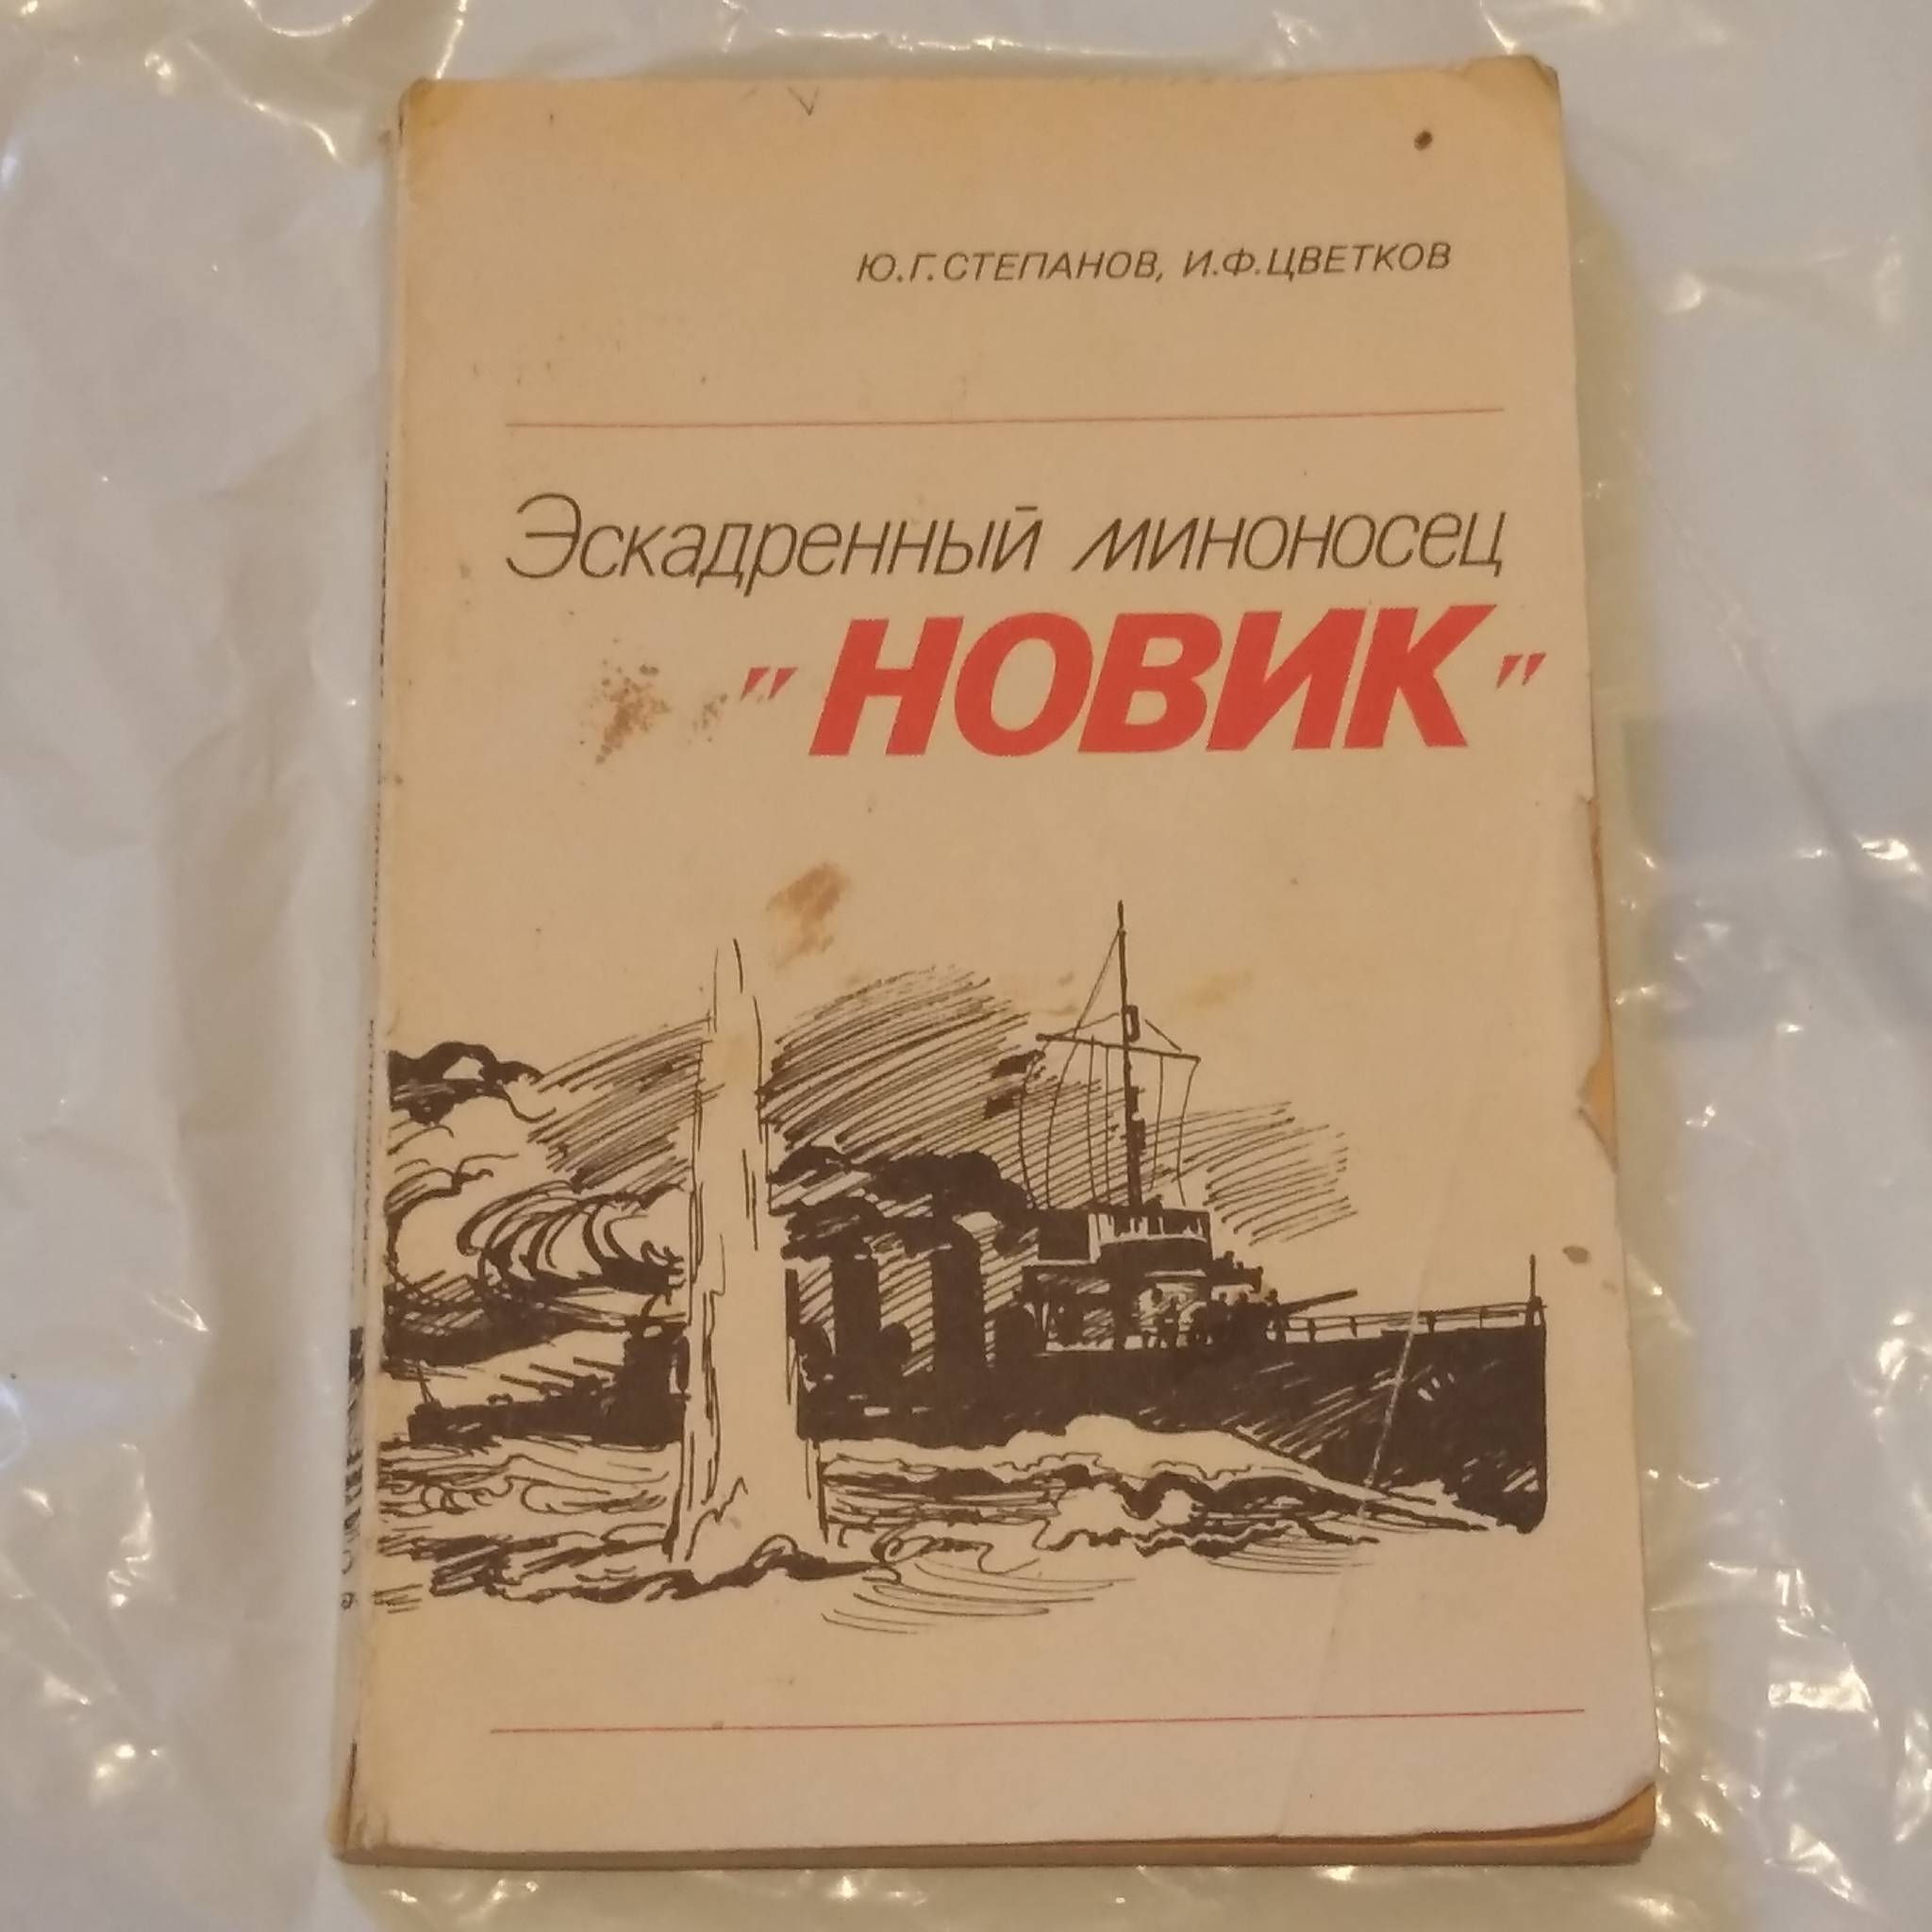 Ю.Г.СТЕПАНОВ, И.Ф.ЦВЕТКОВ
Эскадренный миноносец
"НОВИК"